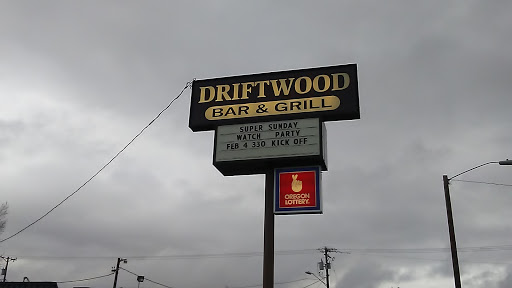 DRIFTWOOD
BAR & GRILL
SUPER SUNDAY
WATCH PARTY
FEB 4 330 KICK OFF
OREGON
LOTTERY